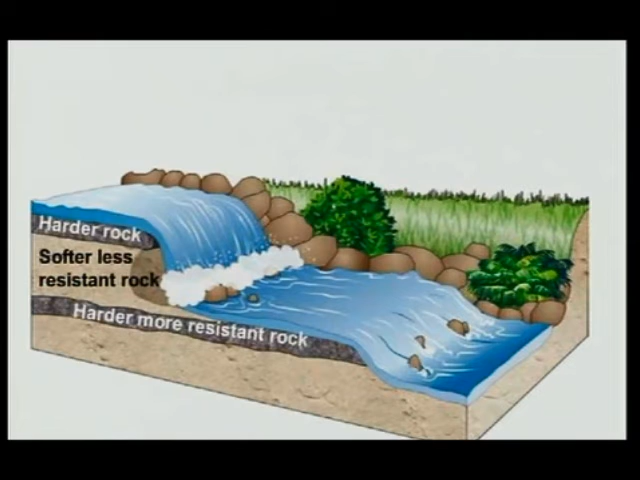 Harder rock
Softer less
resistant rock
Harder more resistant rock